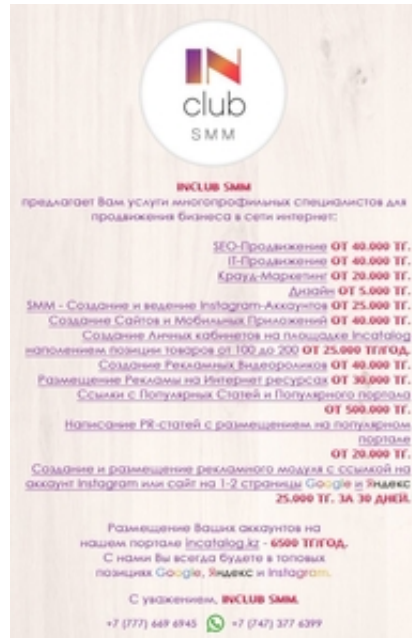 IN
club
SMM
INCLUB SMM
предлагает Вам услуги многопрофильных специалистов для
продвижения бизнеса в сети интернет:
SEO-Продвижение ОТ 40.000 ТГ.
IT-Продвижение ОТ 40.000 ТГ.
Крауд-Маркетинг ОТ 20.000 ТГ.
Дизайн ОТ 5.000 ТГ.
SMM - Создание и ведение Instagram-Аккаунтов ОТ 25.000 ТГ.
Создание Сайтов и Мобильных Приложений ОТ 40.000 ТГ.
Создание Личных кабинетов на площадке Incatalog
наполением позиции товаров от 100 до 200 ОТ 25.000 ТГ/ГОД.
Создание Рекламных Видеороликов ОТ 40.000 ТГ.
Размещение Рекламы на Интернет ресурсах ОТ 30.000 ТГ.
Ссылки с Популярных Статей и Популярного портала
ОТ 500.000 ТГ.
Написание PR-статей с размещением на популярном
портале
ОТ 20.000 ТГ.
Создание и размещение рекламного модуля с ссылкой на
аккаунт Instagram или сайт на 1-2 страницы Google и Яндекс
25.000 ТГ. ЗА 30 ДНЕЙ.
Размещение Ваших аккаунтов на
нашем портале incatalog.kz - 6500 ТГ/ГОД.
С нами Вы всегда будете в топовых
позициях Google, Яндекс и Instagram.
С уважением, INCLUB SMM.
+7 (777) 669 6945 +7 (747) 377 6399